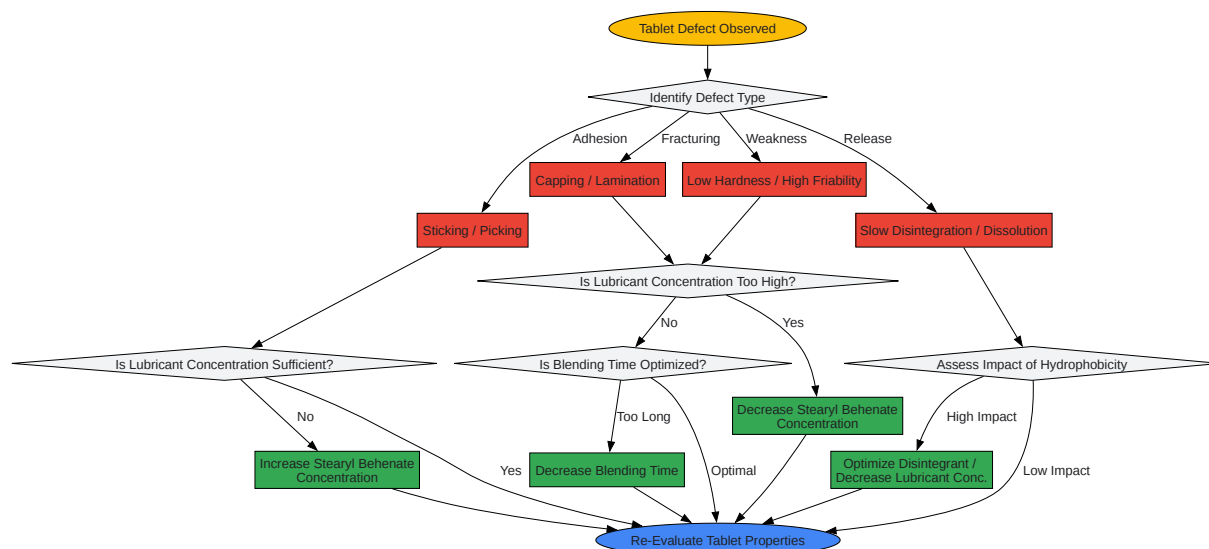 Tablet Defect Observed
Identify Defect Type
Adhesion
Fracturing
Weakness
Release
Capping / Lamination
Low Hardness / High Friability
Sticking / Picking
Slow Disintegration / Dissolution
Is Lubricant Concentration Too High?
No
Yes
Is Lubricant Concentration Sufficient?
Is Blending Time Optimized?
Assess Impact of Hydrophobicity
No
Too Long
Decrease Stearyl Behenate
Concentration
High Impact
Increase Stearyl Behenate
Concentration
Yes
Decrease Blending Time
Optimal
Optimize Disintegrant /
Decrease Lubricant Conc.
Low Impact
Re-Evaluate Tablet Properties